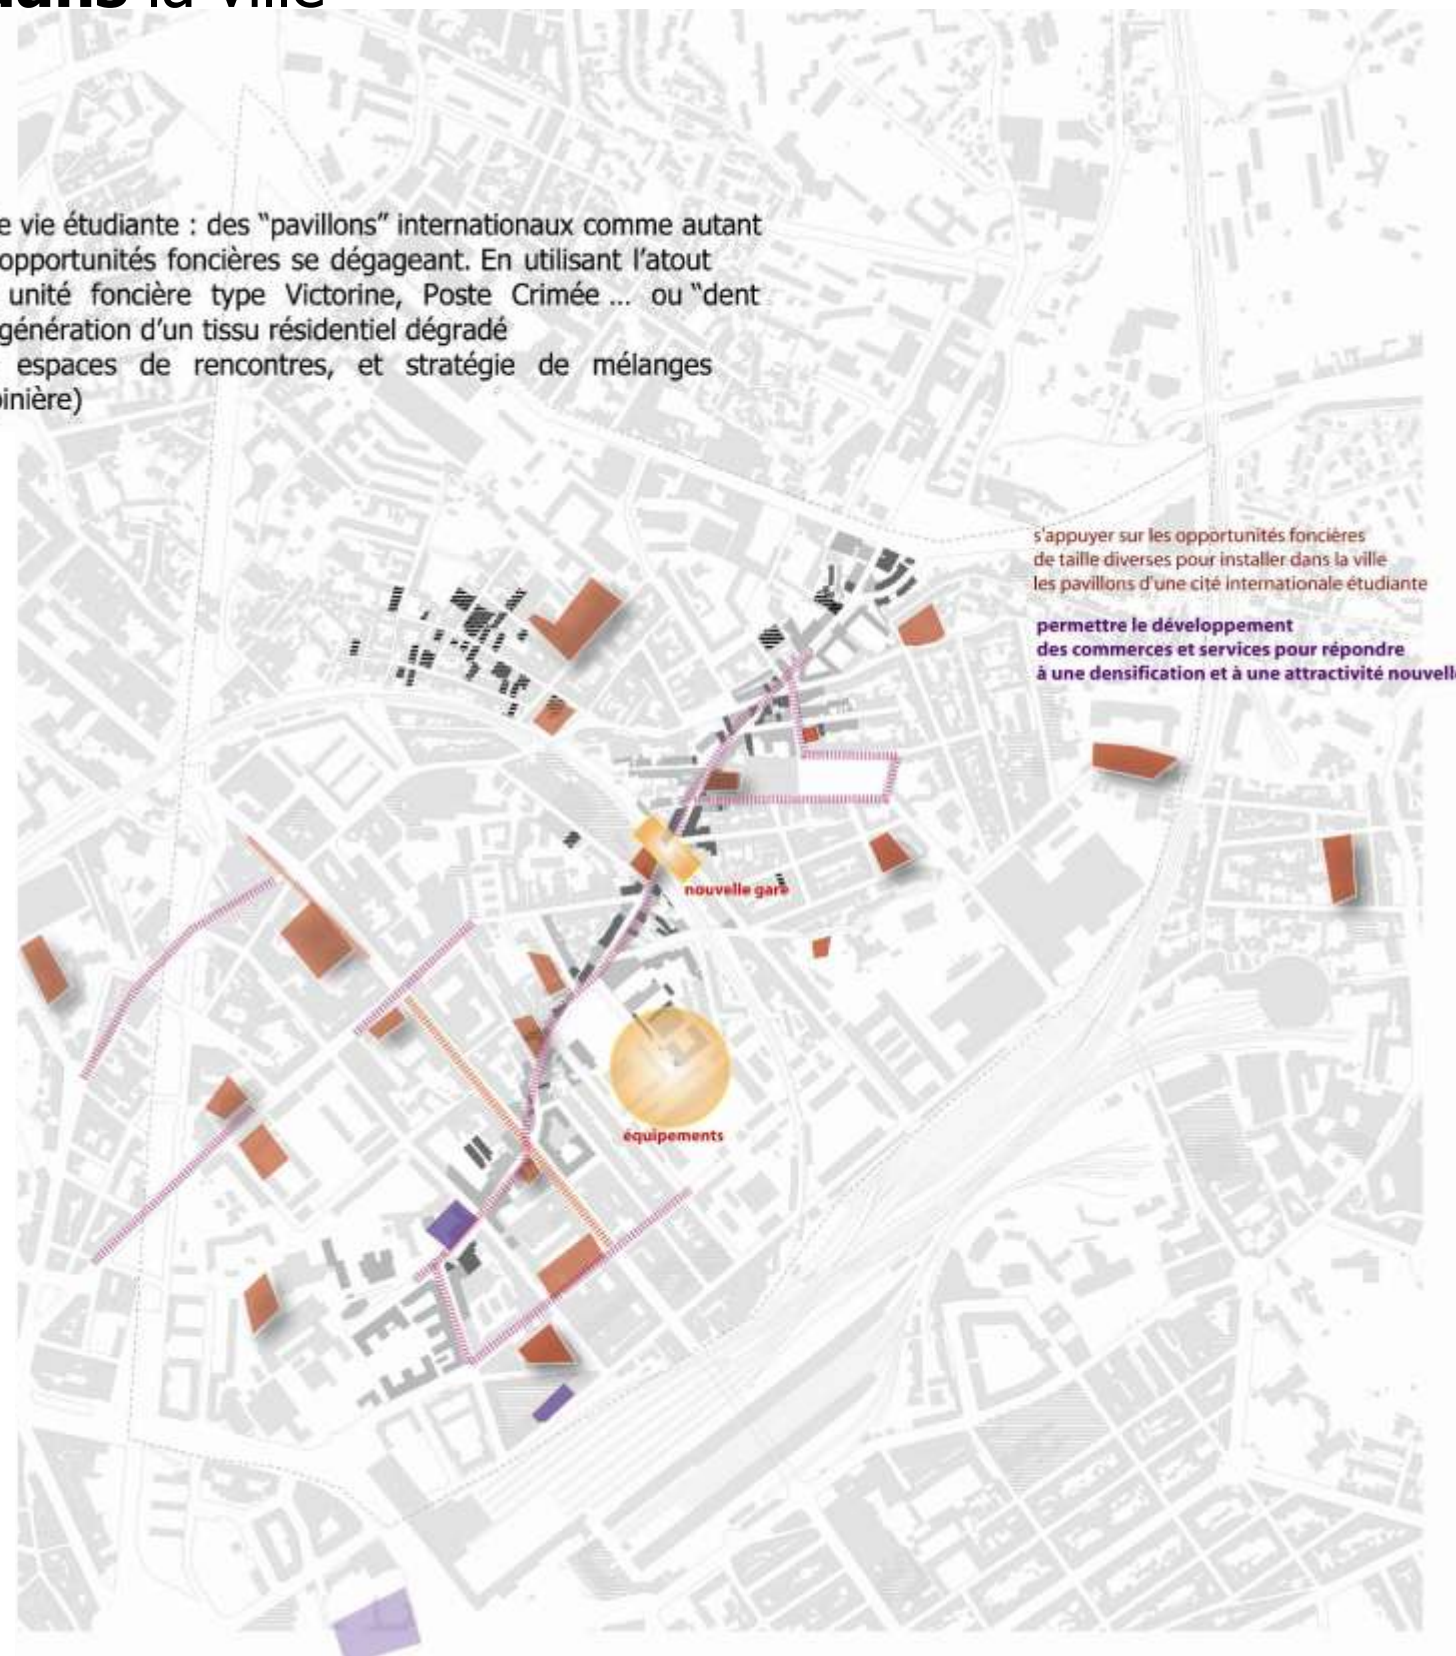 dans la ville
e vie étudiante : des “pavillons” internationaux comme autant
opportunités foncières se dégageant. En utilisant l’atout
unité foncière type Victorine, Poste Crimée ... ou “dent
génération d’un tissu résidentiel dégradé
espaces de rencontres, et stratégie de mélanges
pinière)
s'appuyer sur les opportunités foncières
de taille diverses pour installer dans la ville
les pavillons d'une cité internationale étudiante
permettre le développement
des commerces et services pour répondre
à une densification et à une attractivité nouvelle
nouvelle gare
équipements